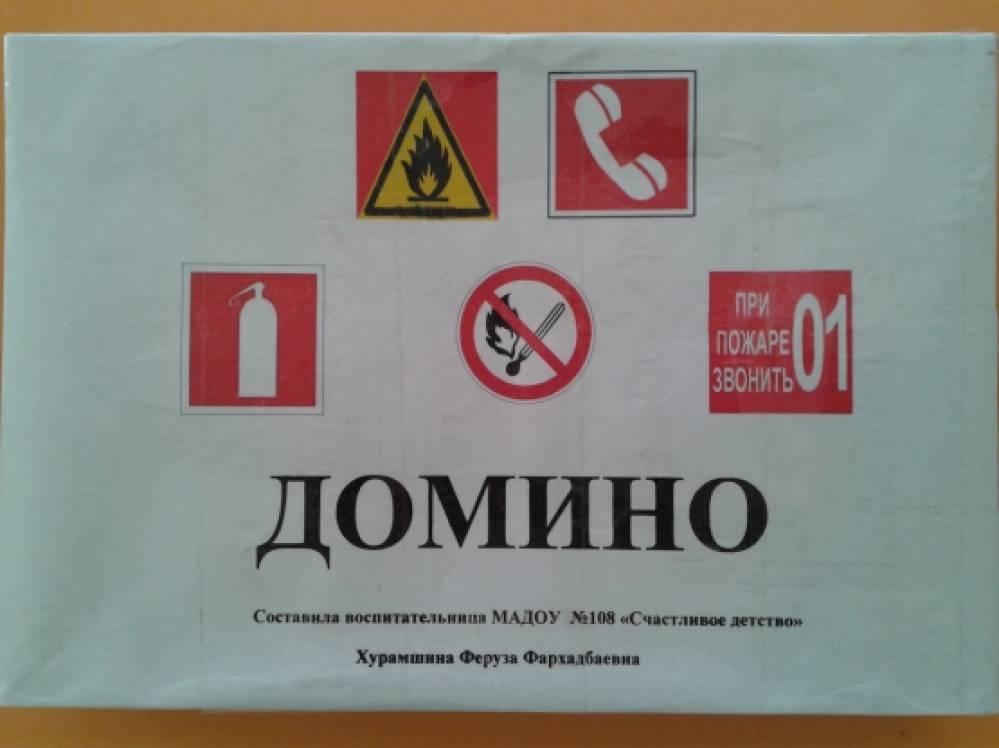 ПРИ
ПОЖАРЕ
ЗВОНИТЬ 01
ДОМИНО
Составила воспитательница МАДОУ №108 «Счастливое детство»
Хурамшина Феруза Фархадбаевна